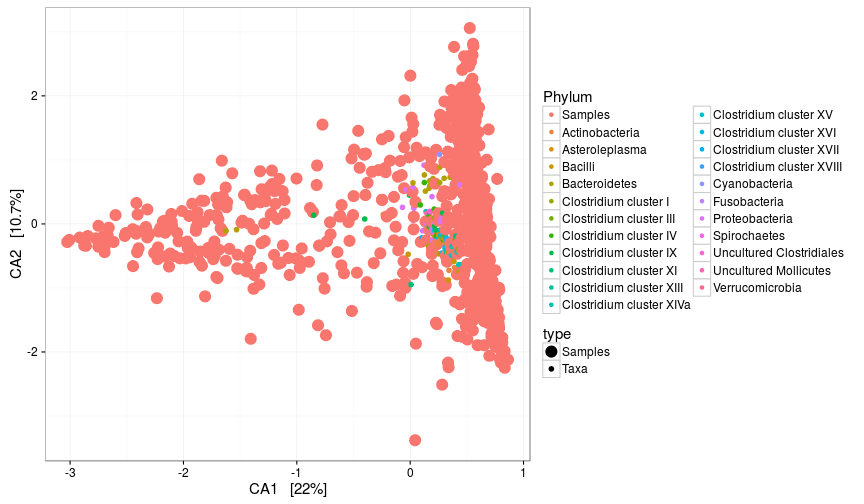 2
0
-2
-3
-2
-1
0
1
CA1 [22%]
CA2 [10.7%]
Phylum
Samples
Actinobacteria
Asteroleplasma
Bacilli
Bacteroidetes
Clostridium cluster I
Clostridium cluster III
Clostridium cluster IV
Clostridium cluster IX
Clostridium cluster XI
Clostridium cluster XIII
Clostridium cluster XIVa
Clostridium cluster XV
Clostridium cluster XVI
Clostridium cluster XVII
Clostridium cluster XVIII
Cyanobacteria
Fusobacteria
Proteobacteria
Spirochaetes
Uncultured Clostridiales
Uncultured Mollicutes
Verrucomicrobia
type
Samples
Taxa